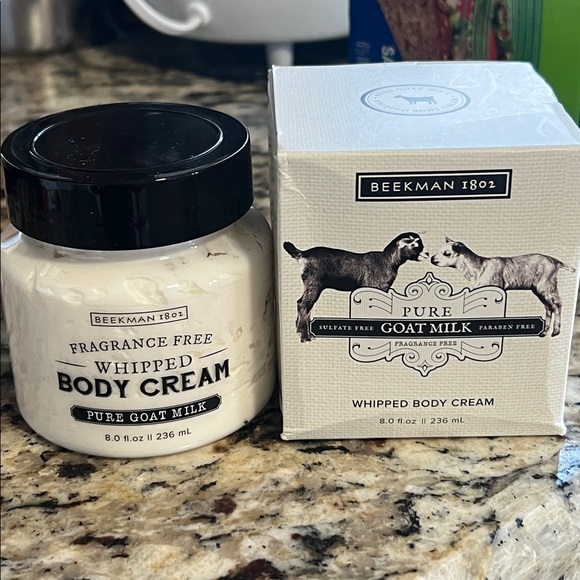 BEEKMAN 1802
FRAGRANCE FREE
WHIPPED
BODY CREAM
PURE GOAT MILK
8.0 fl.oz || 236 mL
BEEKMAN 1802
PURE
SULFATE FREE GOAT MILK PARABEN FREE
FRAGRANCE FREE
WHIPPED BODY CREAM
8.0 fl.oz || 236 mL